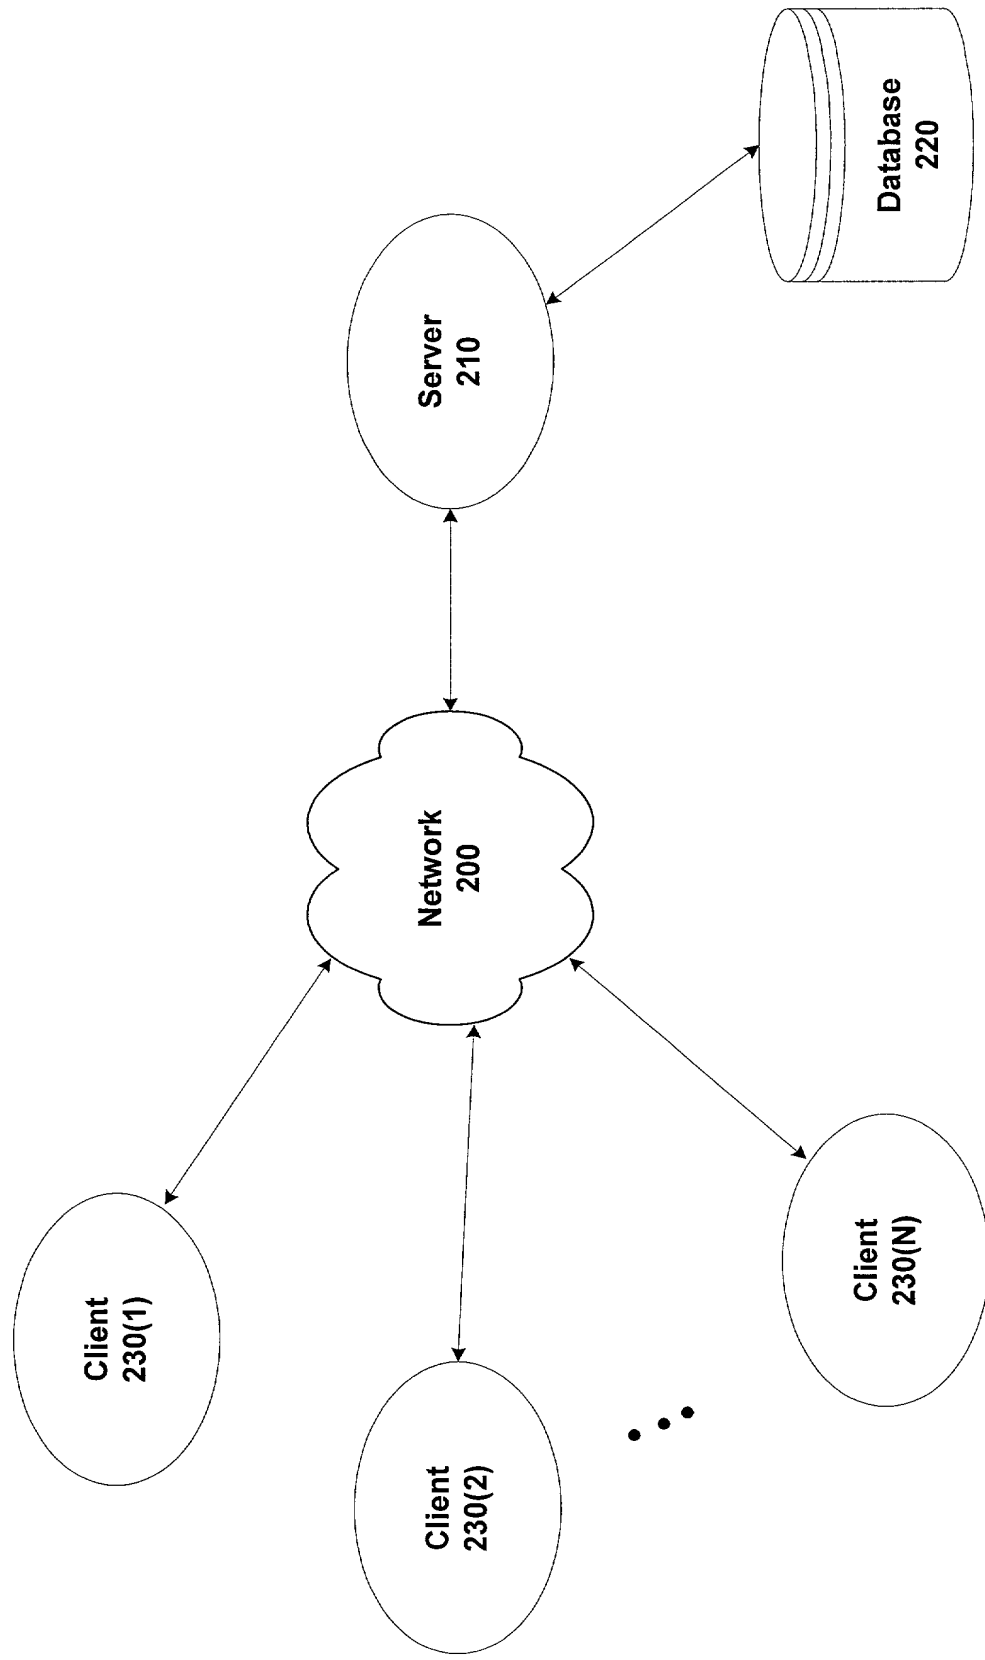 Client
230(1)
Client
230(2)
Client
230(N)
Network
200
Server
210
Database
220